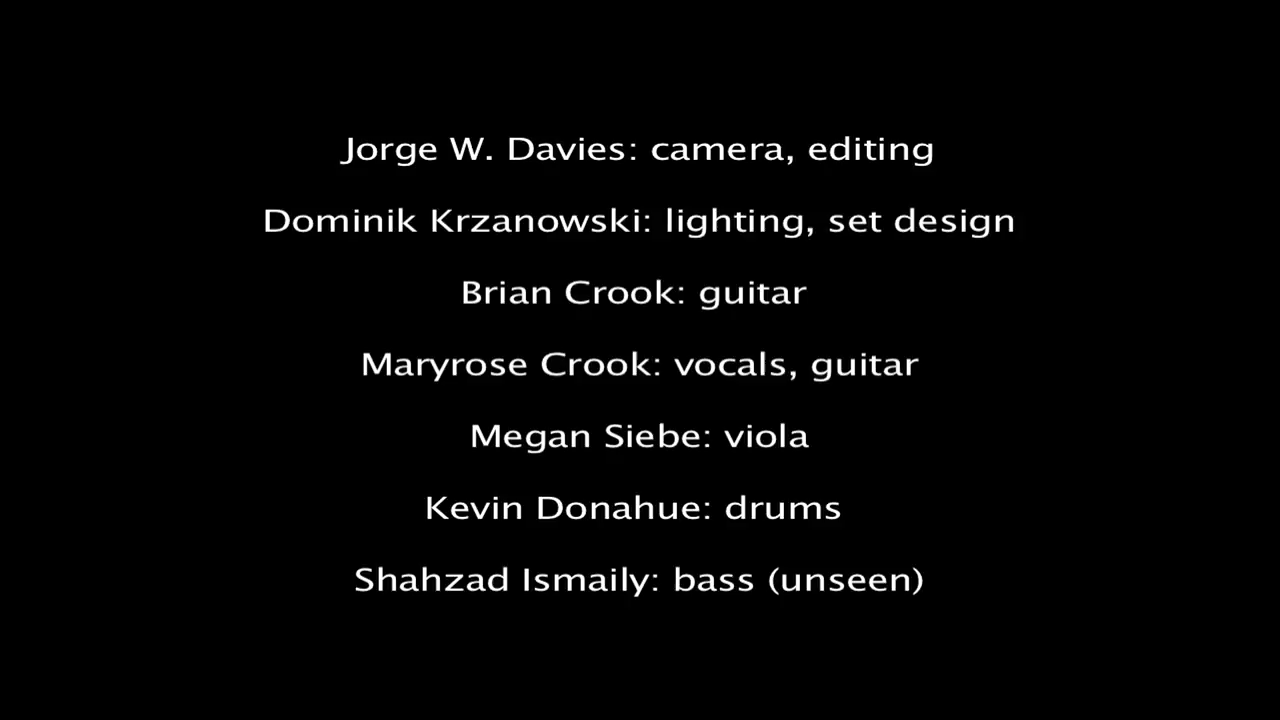 Jorge W. Davies: camera, editing
Dominik Krzanowski: lighting, set design
Brian Crook: guitar
Maryrose Crook: vocals, guitar
Megan Siebe: viola
Kevin Donahue: drums
Shahzad Ismaily: bass (unseen)